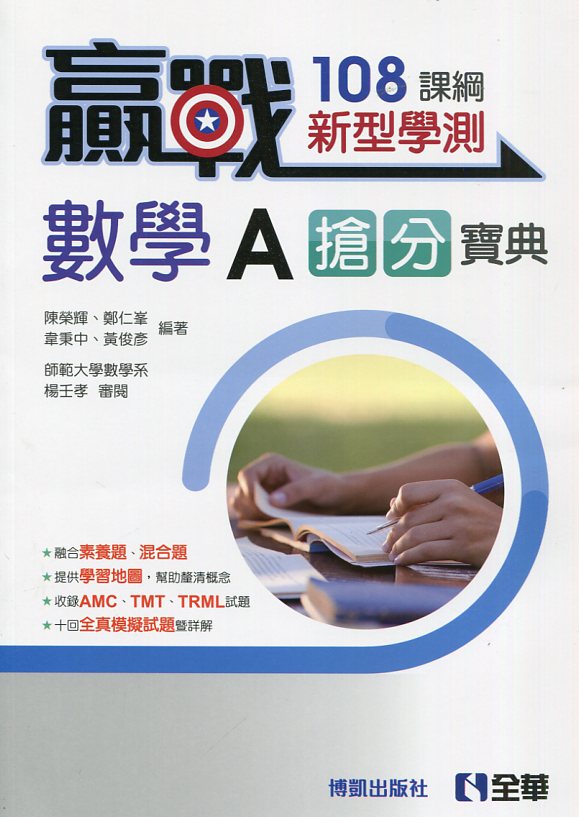 贏戰
108 課綱
新型學測
數學 A 搶分 寶典
陳榮輝、鄭仁峯
韋秉中、黃俊彥 編著
師範大學數學系
楊壬孝 審閱
★融合素養題、混合題
★提供學習地圖，幫助釐清概念
★收錄AMC、TMT、TRML試題
★十回全真模擬試題暨詳解
博凱出版社 全華